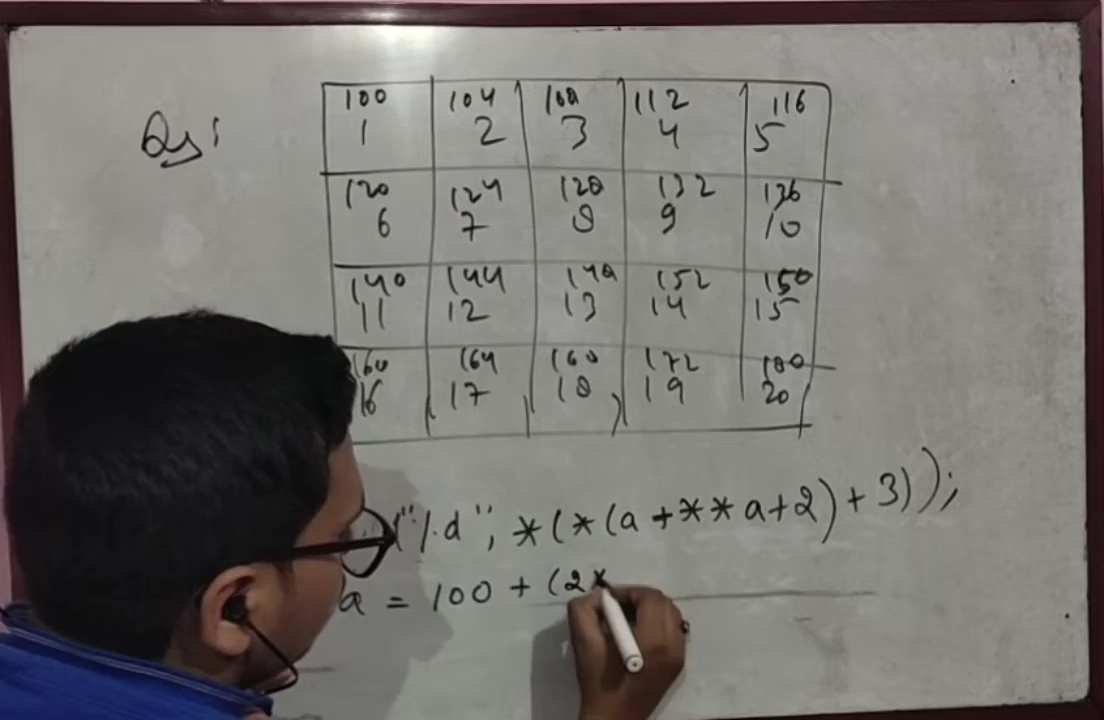 Qs:
100 104 108 112 116
1 2 3 4 5
120 124 128 132 136
6 7 8 9 10
140 144 148 152 150
11 12 13 14 15
160 164 168 172 180
16 17 18 19 20
("%d", *(*(a+**a+2)+3));
a = 100 + (2*